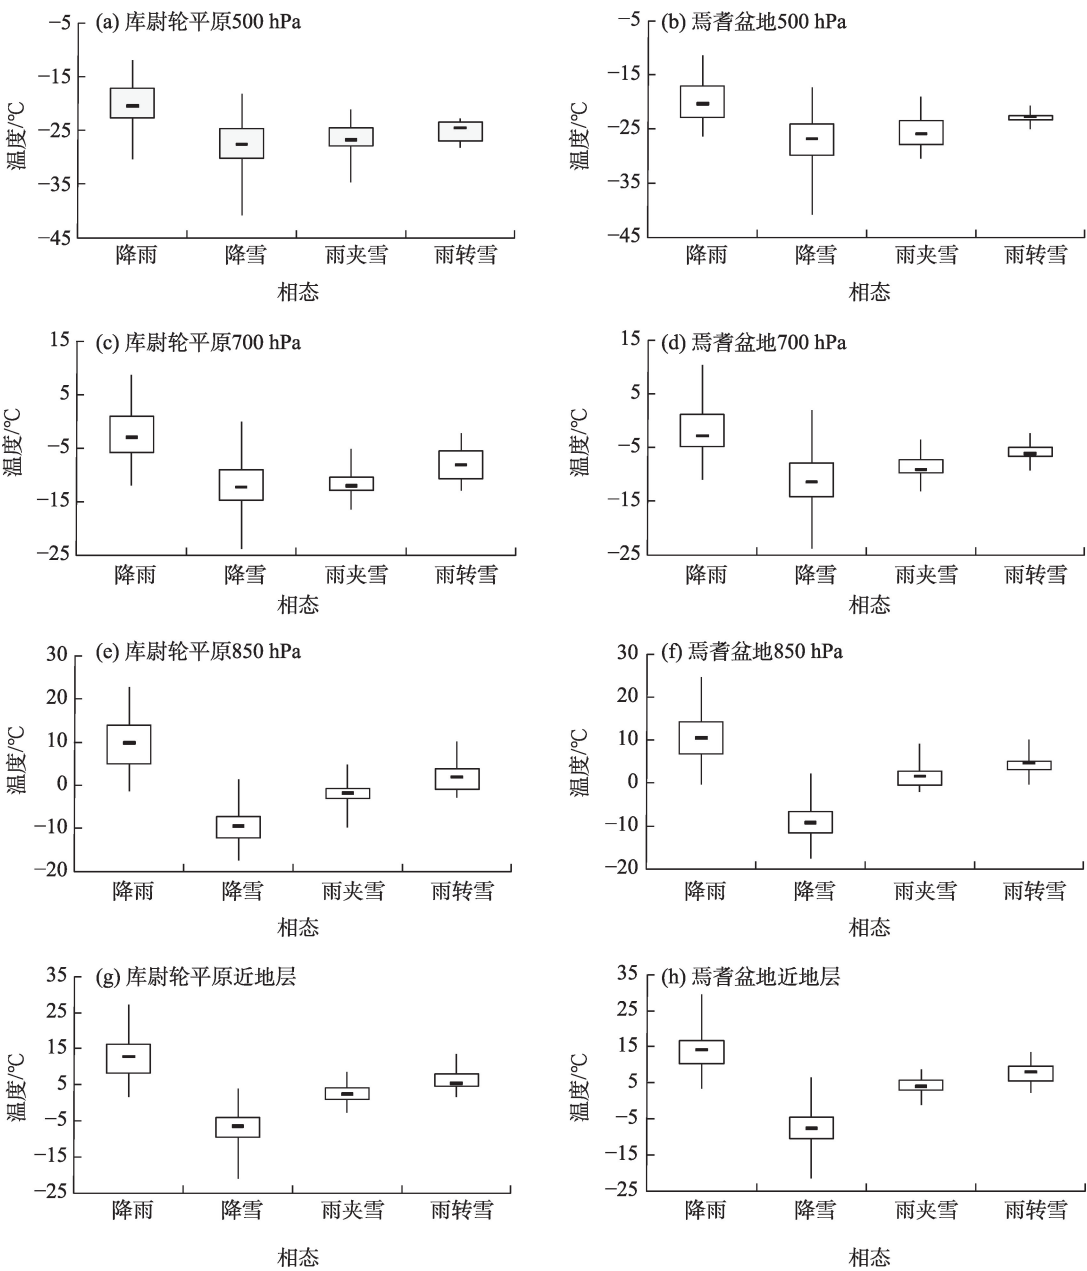 (a) 库尉轮平原500 hPa
−5
−15
−25
−35
−45
温度/℃
降雨 降雪 雨夹雪 雨转雪
相态
(b) 焉耆盆地500 hPa
−5
−15
−25
−35
−45
温度/℃
降雨 降雪 雨夹雪 雨转雪
相态
(c) 库尉轮平原700 hPa
15
5
−5
−15
−25
温度/℃
降雨 降雪 雨夹雪 雨转雪
相态
(d) 焉耆盆地700 hPa
15
5
−5
−15
−25
温度/℃
降雨 降雪 雨夹雪 雨转雪
相态
(e) 库尉轮平原850 hPa
30
20
10
0
−10
−20
温度/℃
降雨 降雪 雨夹雪 雨转雪
相态
(f) 焉耆盆地850 hPa
30
20
10
0
−10
−20
温度/℃
降雨 降雪 雨夹雪 雨转雪
相态
(g) 库尉轮平原近地层
35
25
15
5
−5
−15
−25
温度/℃
降雨 降雪 雨夹雪 雨转雪
相态
(h) 焉耆盆地近地层
35
25
15
5
−5
−15
−25
温度/℃
降雨 降雪 雨夹雪 雨转雪
相态